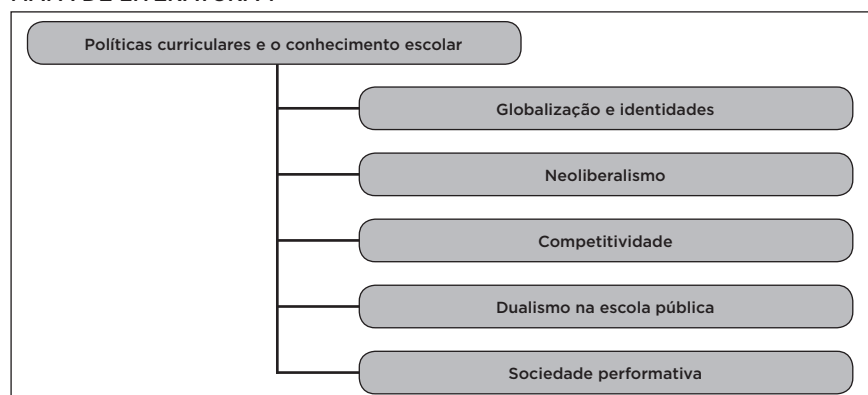 Políticas curriculares e o conhecimento escolar
Globalização e identidades
Neoliberalismo
Competitividade
Dualismo na escola pública
Sociedade performativa